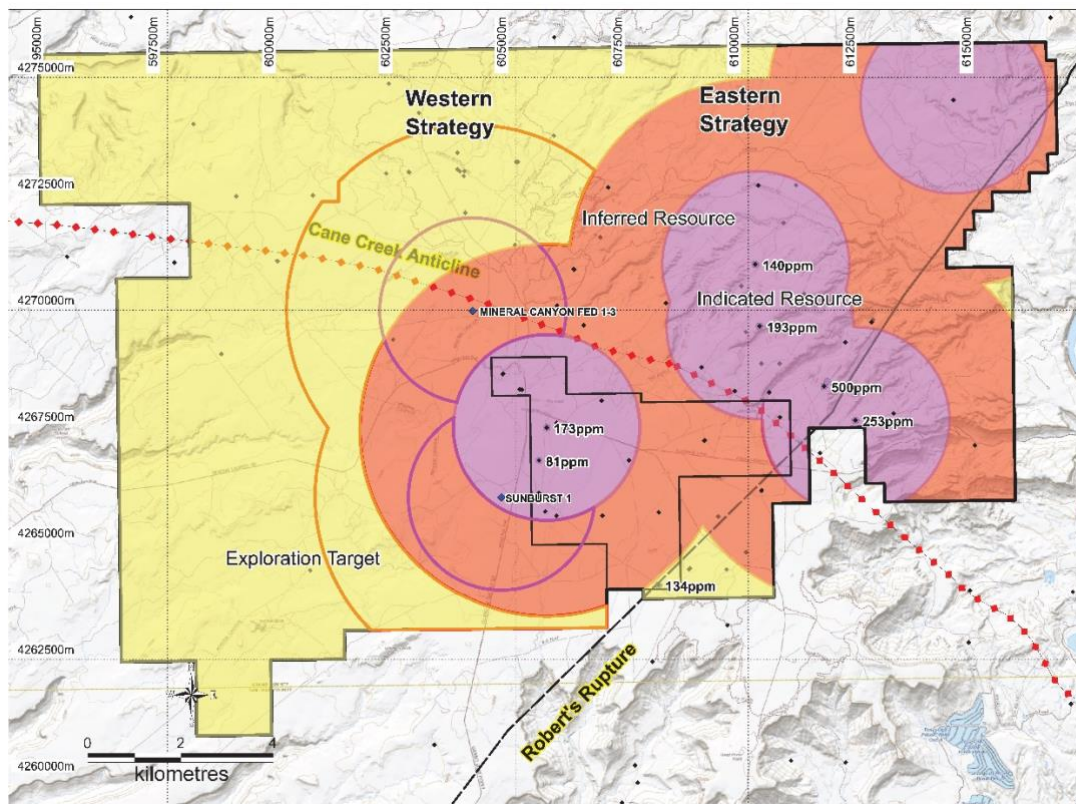 95000m
597500m
60000m
602500m
605000m
607500m
610000m
612500m
615000m
4275000m
4272500m
4270000m
4267500m
4265000m
4262500m
4260000m
Western
Strategy
Eastern
Strategy
Inferred Resource
Cane Creek Anticline
140ppm
Indicated Resource
MINERAL CANYON FED 1-3
193ppm
500ppm
253ppm
173ppm
81ppm
SUNBURST 1
Exploration Target
134ppm
Robert's Rupture
0 2 4
kilometres